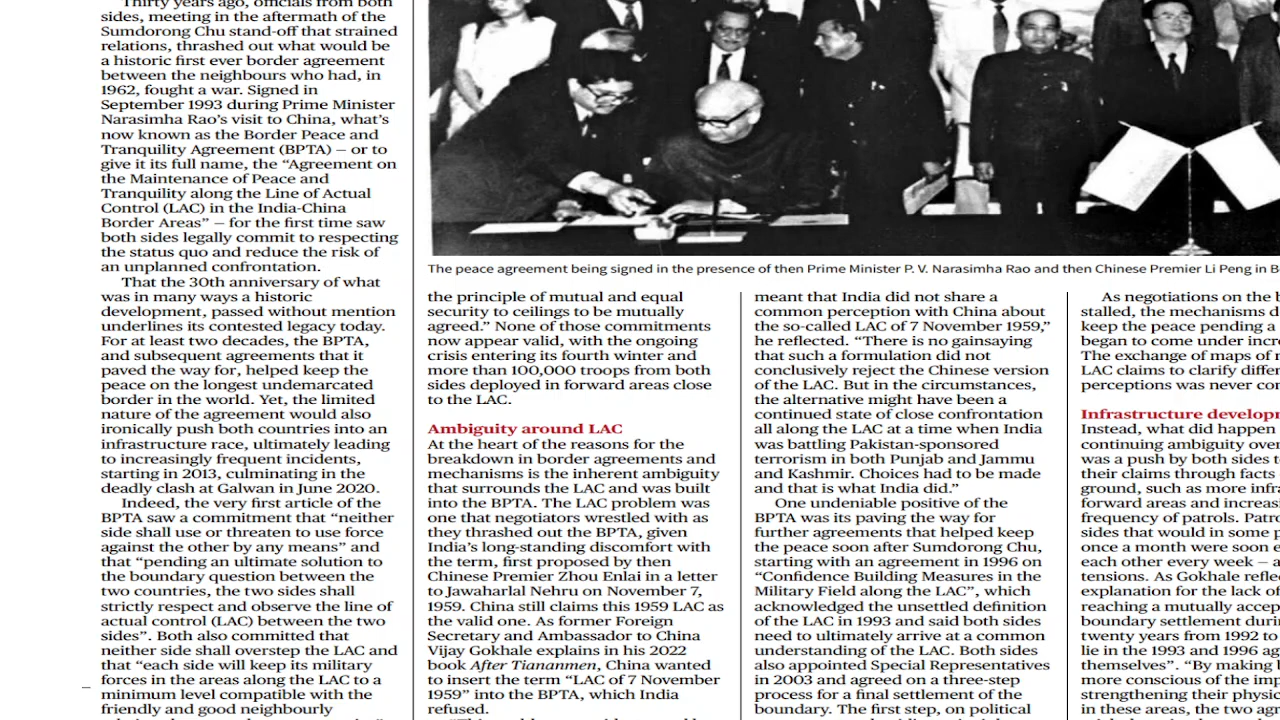 Thirty years ago, officials from both
sides, meeting in the aftermath of the
Sumdorong Chu stand-off that strained
relations, thrashed out what would be
a historic first ever border agreement
between the neighbours who had, in
1962, fought a war. Signed in
September 1993 during Prime Minister
Narasimha Rao’s visit to China, what’s
now known as the Border Peace and
Tranquility Agreement (BPTA) — or to
give it its full name, the “Agreement on
the Maintenance of Peace and
Tranquility along the Line of Actual
Control (LAC) in the India-China
Border Areas” — for the first time saw
both sides legally commit to respecting
the status quo and reduce the risk of
an unplanned confrontation.
That the 30th anniversary of what
was in many ways a historic
development, passed without mention
underlines its contested legacy today.
For at least two decades, the BPTA,
and subsequent agreements that it
paved the way for, helped keep the
peace on the longest undemarcated
border in the world. Yet, the limited
nature of the agreement would also
ironically push both countries into an
infrastructure race, ultimately leading
to increasingly frequent incidents,
starting in 2013, culminating in the
deadly clash at Galwan in June 2020.
Indeed, the very first article of the
BPTA saw a commitment that “neither
side shall use or threaten to use force
against the other by any means” and
that “pending an ultimate solution to
the boundary question between the
two countries, the two sides shall
strictly respect and observe the line of
actual control (LAC) between the two
sides”. Both also committed that
neither side shall overstep the LAC and
that “each side will keep its military
forces in the areas along the LAC to a
minimum level compatible with the
friendly and good neighbourly
The peace agreement being signed in the presence of then Prime Minister P. V. Narasimha Rao and then Chinese Premier Li Peng in B
the principle of mutual and equal
security to ceilings to be mutually
agreed.” None of those commitments
now appear valid, with the ongoing
crisis entering its fourth winter and
more than 100,000 troops from both
sides deployed in forward areas close
to the LAC.
Ambiguity around LAC
At the heart of the reasons for the
breakdown in border agreements and
mechanisms is the inherent ambiguity
that surrounds the LAC and was built
into the BPTA. The LAC problem was
one that negotiators wrestled with as
they thrashed out the BPTA, given
India’s long-standing discomfort with
the term, first proposed by then
Chinese Premier Zhou Enlai in a letter
to Jawaharlal Nehru on November 7,
1959. China still claims this 1959 LAC as
the valid one. As former Foreign
Secretary and Ambassador to China
Vijay Gokhale explains in his 2022
book After Tiananmen, China wanted
to insert the term “LAC of 7 November
1959” into the BPTA, which India
refused.
meant that India did not share a
common perception with China about
the so-called LAC of 7 November 1959,”
he reflected. “There is no gainsaying
that such a formulation did not
conclusively reject the Chinese version
of the LAC. But in the circumstances,
the alternative might have been a
continued state of close confrontation
all along the LAC at a time when India
was battling Pakistan-sponsored
terrorism in both Punjab and Jammu
and Kashmir. Choices had to be made
and that is what India did.”
One undeniable positive of the
BPTA was its paving the way for
further agreements that helped keep
the peace soon after Sumdorong Chu,
starting with an agreement in 1996 on
“Confidence Building Measures in the
Military Field along the LAC”, which
acknowledged the unsettled definition
of the LAC in 1993 and said both sides
need to ultimately arrive at a common
understanding of the LAC. Both sides
also appointed Special Representatives
in 2003 and agreed on a three-step
process for a final settlement of the
boundary. The first step, on political
As negotiations on the b
stalled, the mechanisms d
keep the peace pending a
began to come under incr
The exchange of maps of r
LAC claims to clarify differ
perceptions was never con
Infrastructure developr
Instead, what did happen
continuing ambiguity over
was a push by both sides to
their claims through facts
ground, such as more infra
forward areas and increasi
frequency of patrols. Patro
sides that would in some p
once a month were soon e
each other every week — a
tensions. As Gokhale refle
explanation for the lack of
reaching a mutually accep
boundary settlement duri
twenty years from 1992 to
lie in the 1993 and 1996 ag
themselves”. “By making
more conscious of the imp
strengthening their physic
in these areas, the two agr